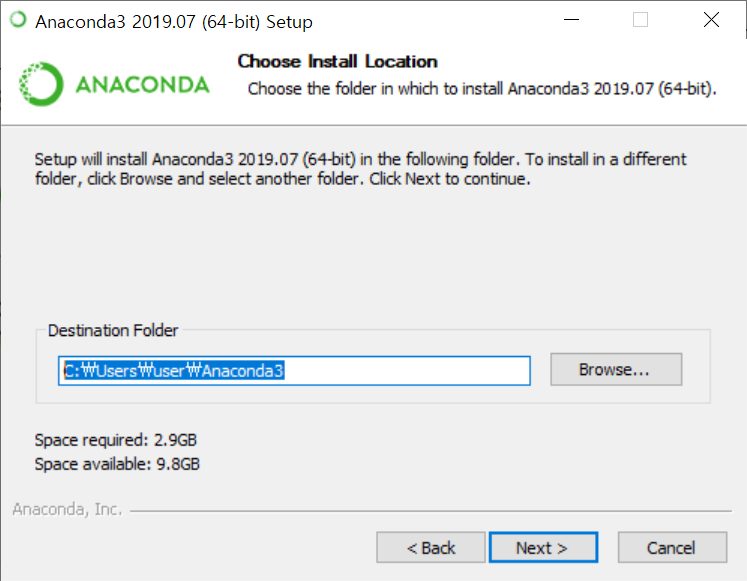 Anaconda3 2019.07 (64-bit) Setup
ANACONDA
Choose Install Location
Choose the folder in which to install Anaconda3 2019.07 (64-bit).
Setup will install Anaconda3 2019.07 (64-bit) in the following folder. To install in a different
folder, click Browse and select another folder. Click Next to continue.
Destination Folder
C:₩Users₩user₩Anaconda3
Browse...
Space required: 2.9GB
Space available: 9.8GB
Anaconda, Inc.
< Back
Next >
Cancel